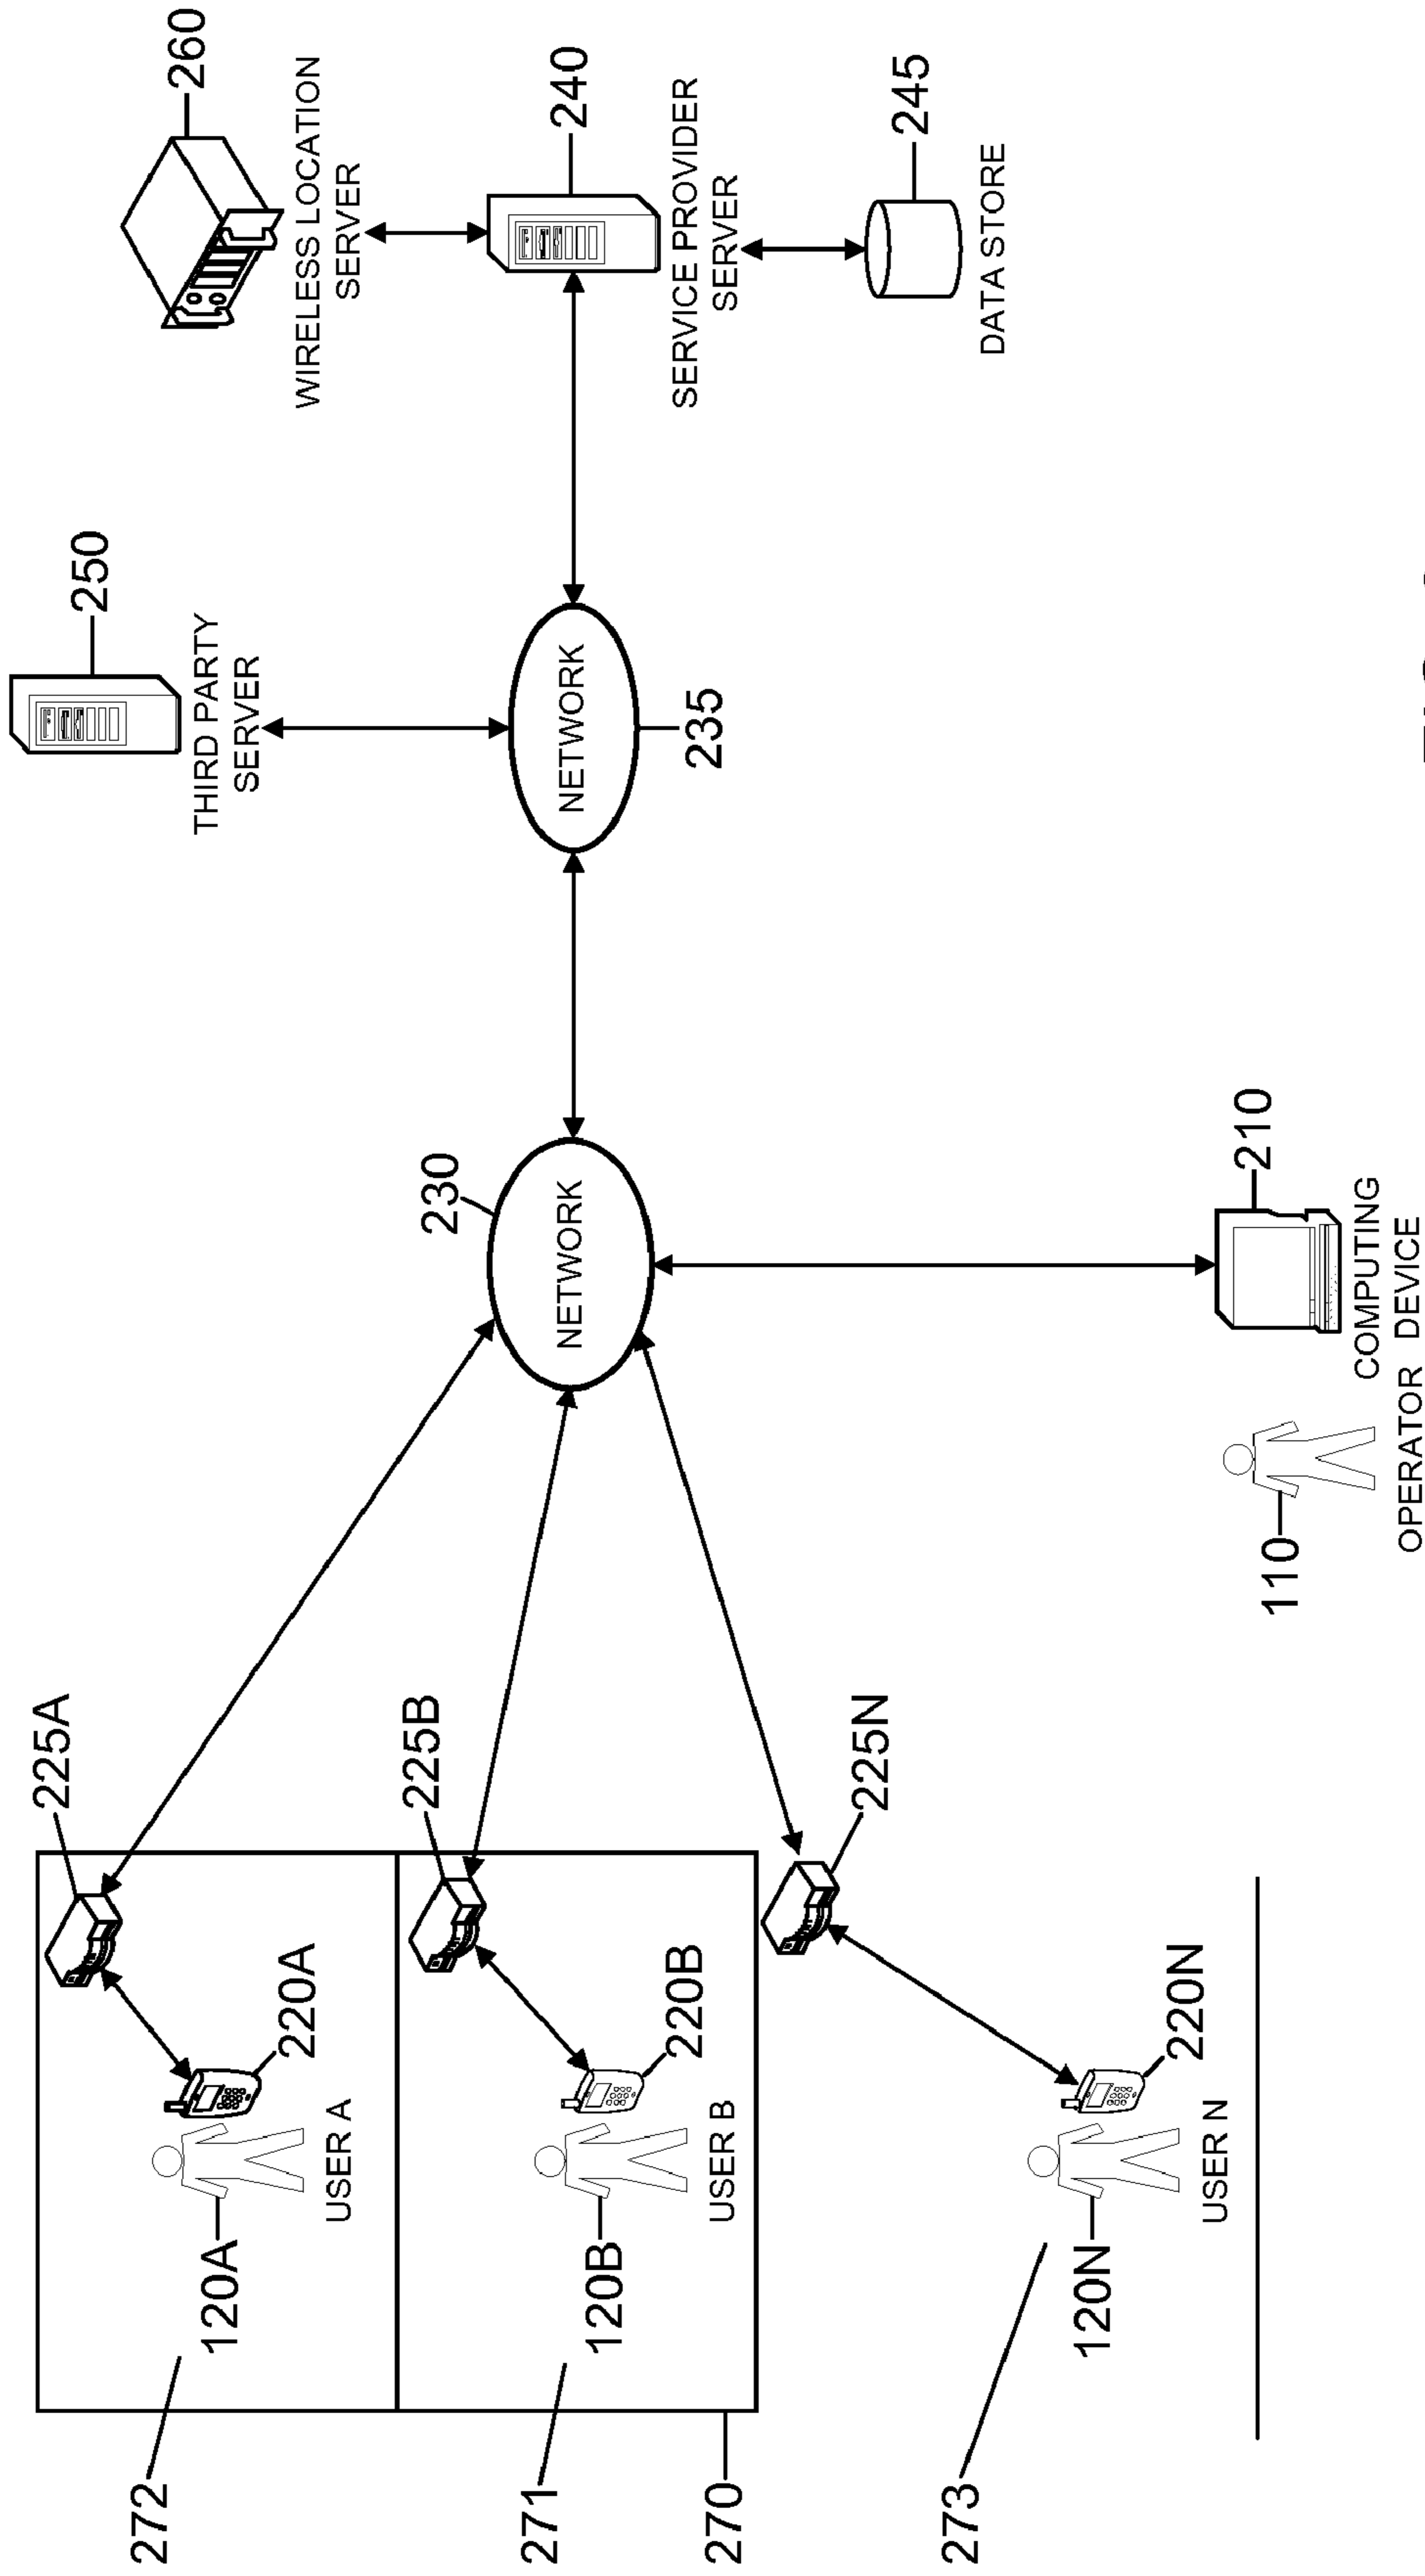 260
WIRELESS LOCATION
SERVER
250
THIRD PARTY
SERVER
240
SERVICE PROVIDER
SERVER
245
DATA STORE
NETWORK
235
230
NETWORK
210
COMPUTING
DEVICE
110
OPERATOR
225A
220A
120A
USER A
272
225B
220B
120B
USER B
271
270
225N
220N
120N
USER N
273